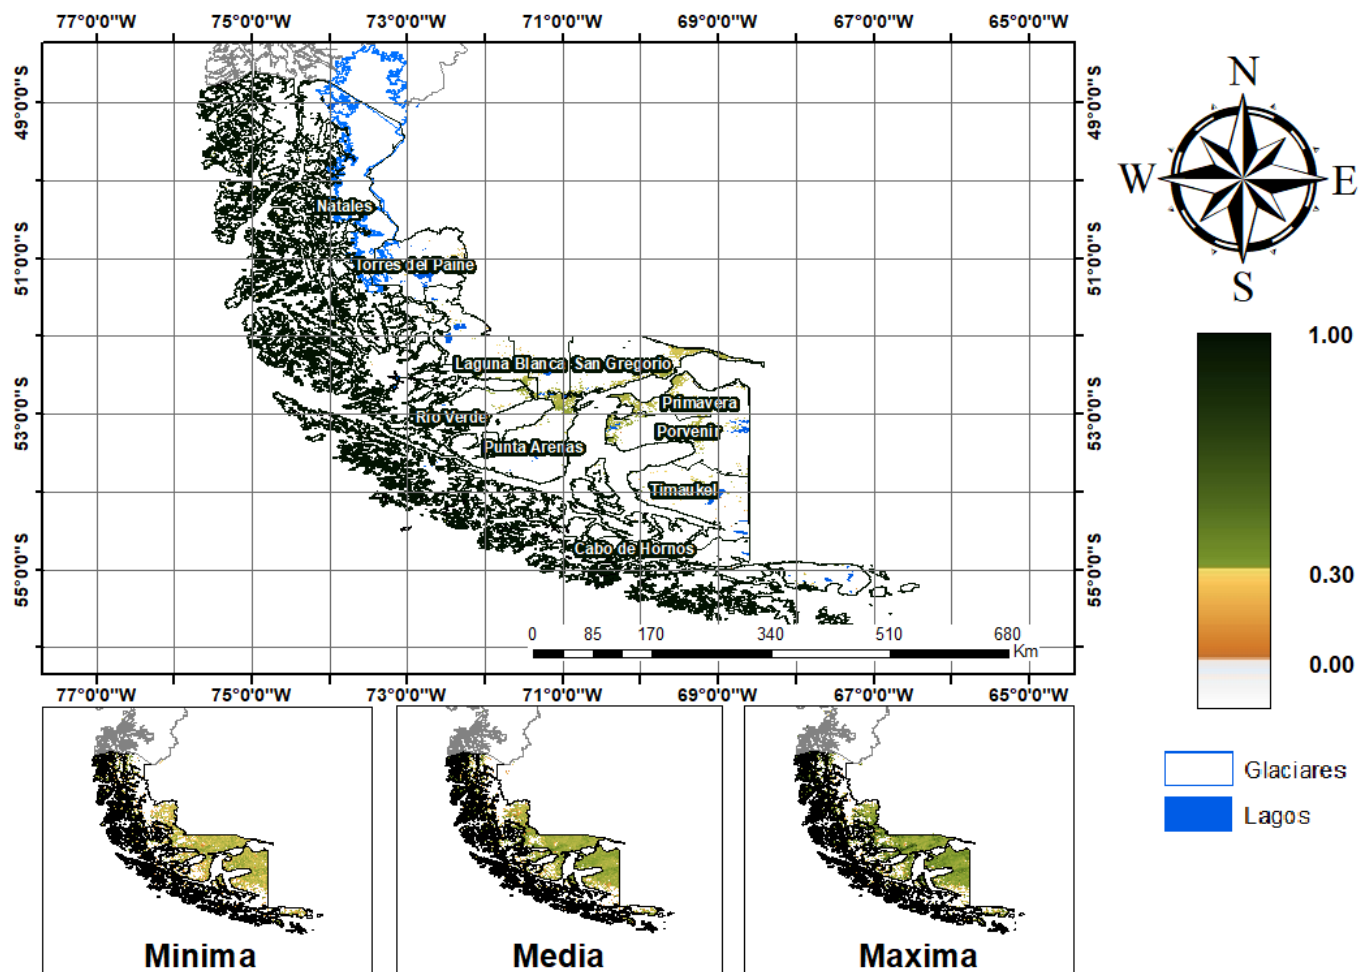 77°0'0"W 75°0'0"W 73°0'0"W 71°0'0"W 69°0'0"W 67°0'0"W 65°0'0"W
49°0'0"S 49°0'0"S
51°0'0"S 51°0'0"S
53°0'0"S 53°0'0"S
55°0'0"S 55°0'0"S
Natales
Torres del Paine
Laguna Blanca San Gregorio
Primavera
Rio Verde
Porvenir
Punta Arenas
Timaukel
Cabo de Hornos
0 85 170 340 510 680
Km
77°0'0"W 75°0'0"W 73°0'0"W 71°0'0"W 69°0'0"W 67°0'0"W 65°0'0"W
N
W E
S
1.00
0.30
0.00
Glaciares
Lagos
Minima Media Maxima